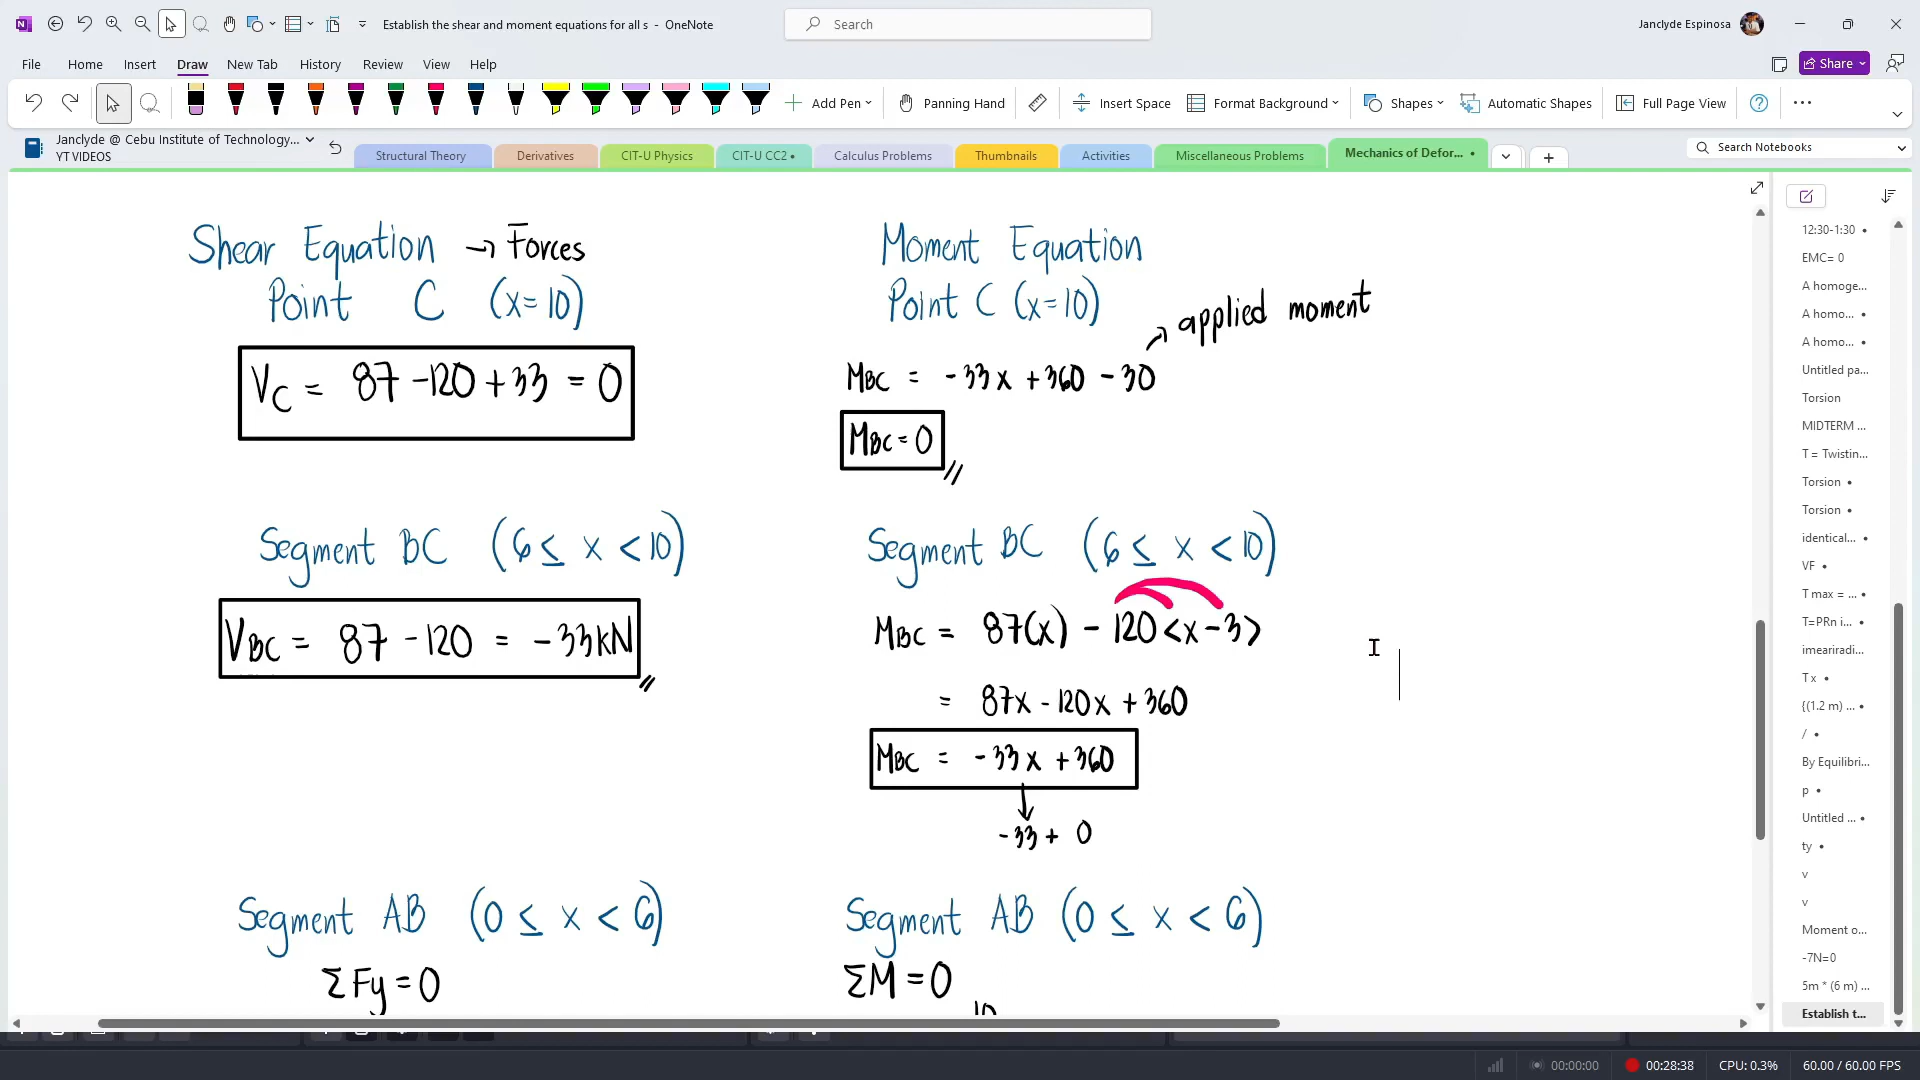 Establish the shear and moment equations for all s - OneNote
Search
Janclyde Espinosa
File Home Insert Draw New Tab History Review View Help
Share
Add Pen
Panning Hand
Insert Space
Format Background
Shapes
Automatic Shapes
Full Page View
Janclyde @ Cebu Institute of Technology...
YT VIDEOS
Structural Theory
Derivatives
CIT-U Physics
CIT-U CC2 •
Calculus Problems
Thumbnails
Activities
Miscellaneous Problems
Mechanics of Defor... •
Search Notebooks
Shear Equation → Forces
Point C (x=10)
VC = 87 -120 +33 = 0
Segment BC (6 ≤ x < 10)
VBC = 87 -120 = -33kN
Segment AB (0 ≤ x < 6)
ΣFy = 0
Moment Equation
Point C (x=10)
→ applied moment
MBC = -33x +360 -30
MBC = 0
Segment BC (6 ≤ x < 10)
MBC = 87(x) - 120<x-3>
= 87x - 120x + 360
MBC = -33x +360
-33 + 0
Segment AB (0 ≤ x < 6)
ΣM = 0
12:30-1:30 •
EMC= 0
A homoge...
A homo... •
A homo... •
Untitled pa...
Torsion
MIDTERM ...
T = Twistin...
Torsion •
Torsion •
identical... •
VF •
T max = ... •
T=PRn i... •
imeariradi...
T x •
{(1.2 m) ... •
/ •
By Equilibri...
p •
Untitled ... •
ty •
v
v
Moment o...
-7N=0
5m * (6 m) ...
Establish t...
00:00:00
00:28:38
CPU: 0.3%
60.00 / 60.00 FPS